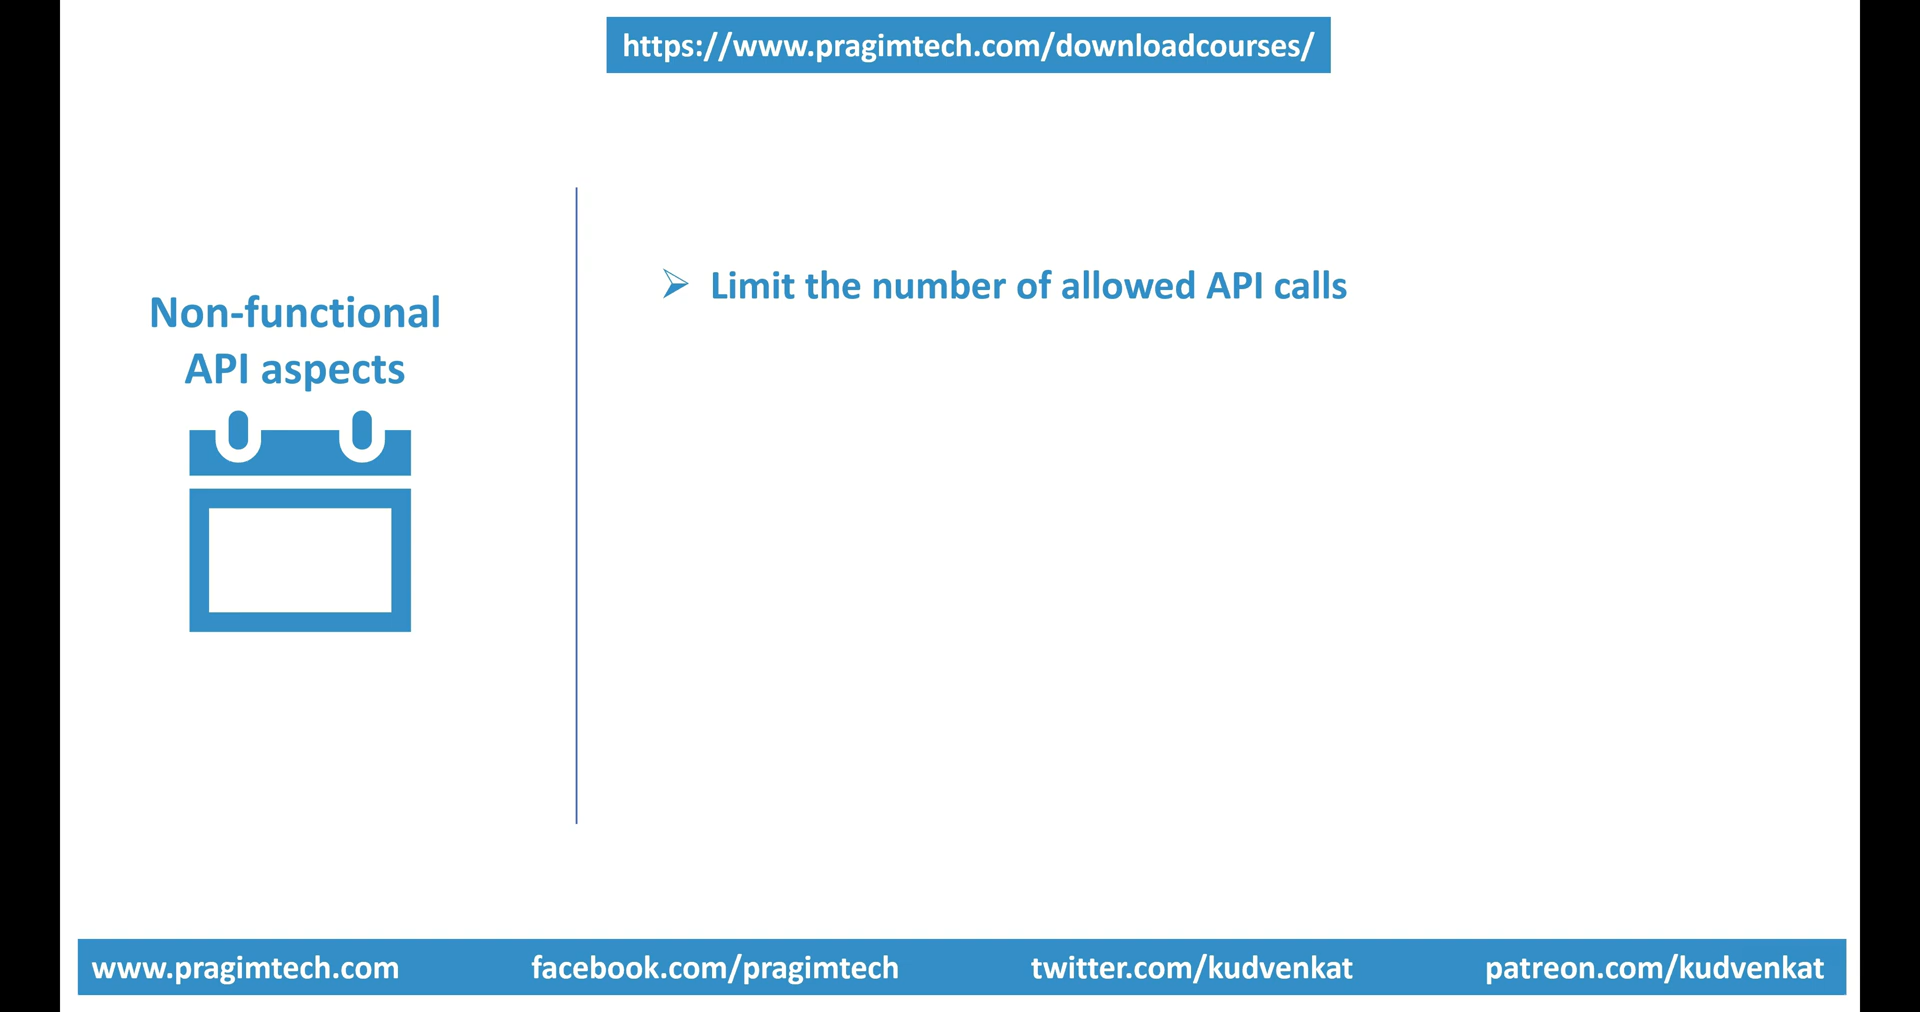 https://www.pragimtech.com/downloadcourses/
Non-functional
API aspects
Limit the number of allowed API calls
www.pragimtech.com
facebook.com/pragimtech
twitter.com/kudvenkat
patreon.com/kudvenkat